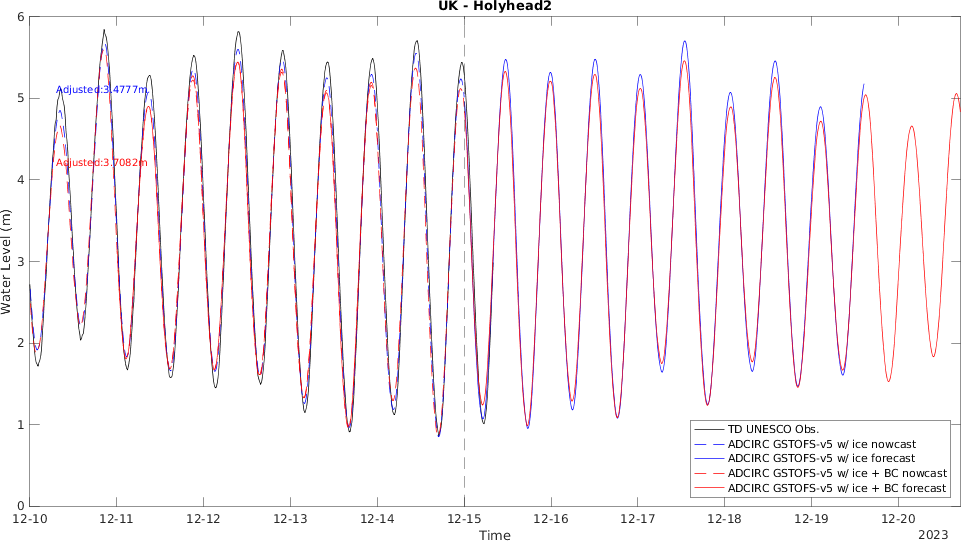 UK - Holyhead2
6
5
4
3
2
1
0
Water Level (m)
Adjusted:3.4777m
Adjusted:3.7082m
TD UNESCO Obs.
ADCIRC GSTOFS-v5 w/ ice nowcast
ADCIRC GSTOFS-v5 w/ ice forecast
ADCIRC GSTOFS-v5 w/ ice + BC nowcast
ADCIRC GSTOFS-v5 w/ ice + BC forecast
12-10 12-11 12-12 12-13 12-14 12-15 12-16 12-17 12-18 12-19 12-20
Time
2023